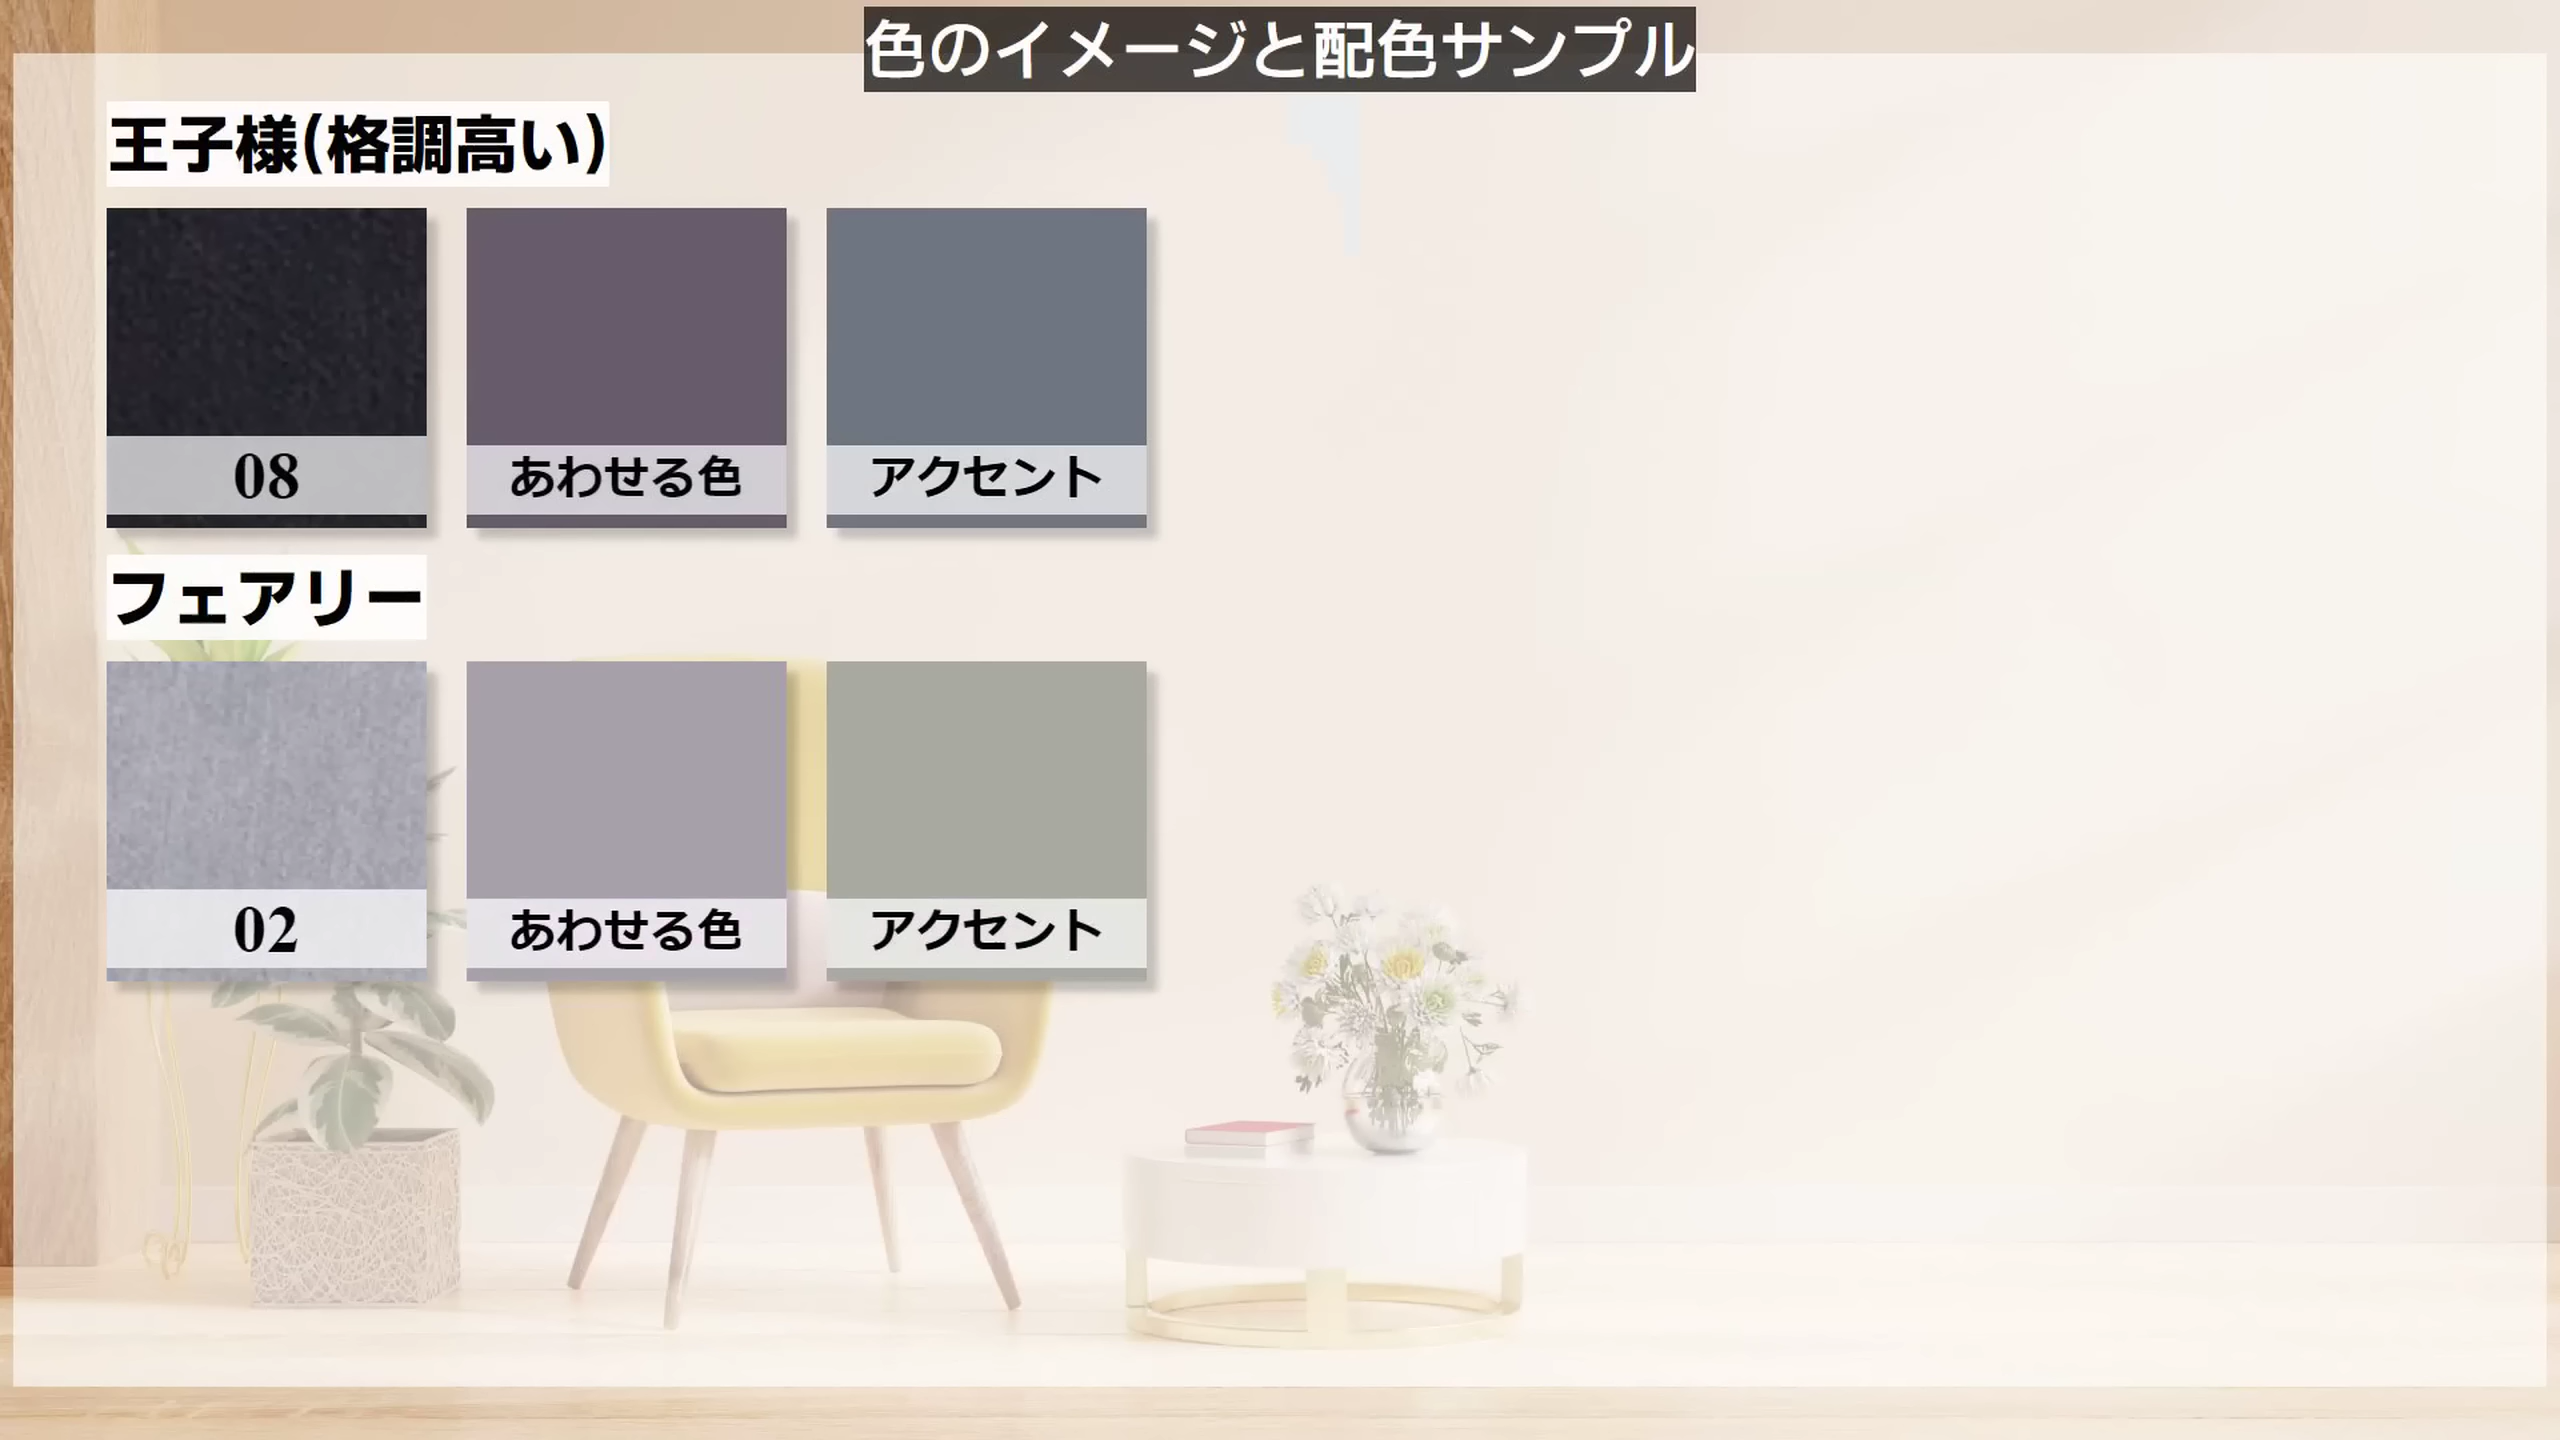 色のイメージと配色サンプル
王子様(格調高い)
08
あわせる色
アクセント
フェアリー
02
あわせる色
アクセント